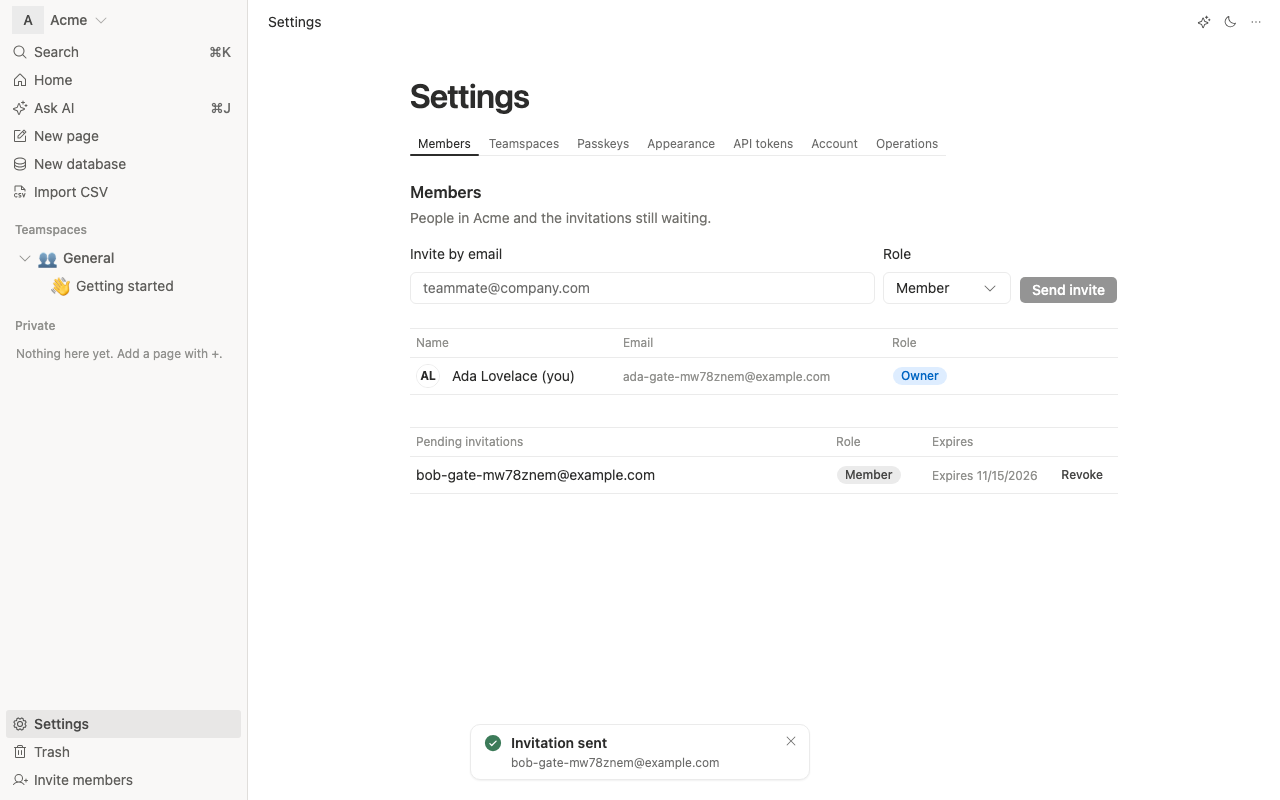 A Acme
Settings
Search ⌘K
Home
Ask AI ⌘J
New page
New database
Import CSV
Teamspaces
General
Getting started
Private
Nothing here yet. Add a page with +.
Settings
Trash
Invite members
Settings
Members Teamspaces Passkeys Appearance API tokens Account Operations
Members
People in Acme and the invitations still waiting.
Invite by email Role
teammate@company.com Member Send invite
Name Email Role
AL Ada Lovelace (you) ada-gate-mw78znem@example.com Owner
Pending invitations Role Expires
bob-gate-mw78znem@example.com Member Expires 11/15/2026 Revoke
Invitation sent
bob-gate-mw78znem@example.com